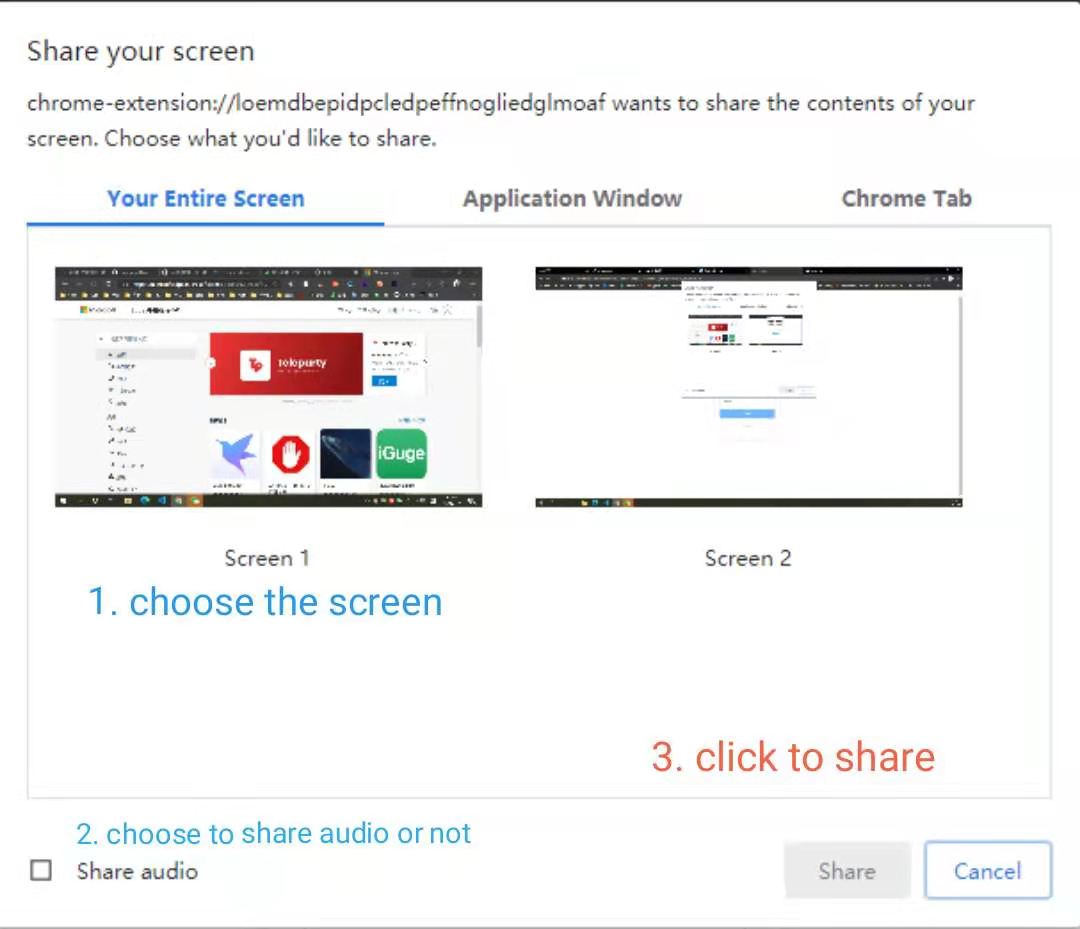 Share your screen
chrome-extension://loemdbepidpcledpeffnogliedglmoaf wants to share the contents of your
screen. Choose what you'd like to share.
Your Entire Screen
Application Window
Chrome Tab
Teleparty
iGuge
Screen 1
Screen 2
1. choose the screen
3. click to share
2. choose to share audio or not
Share audio
Share
Cancel